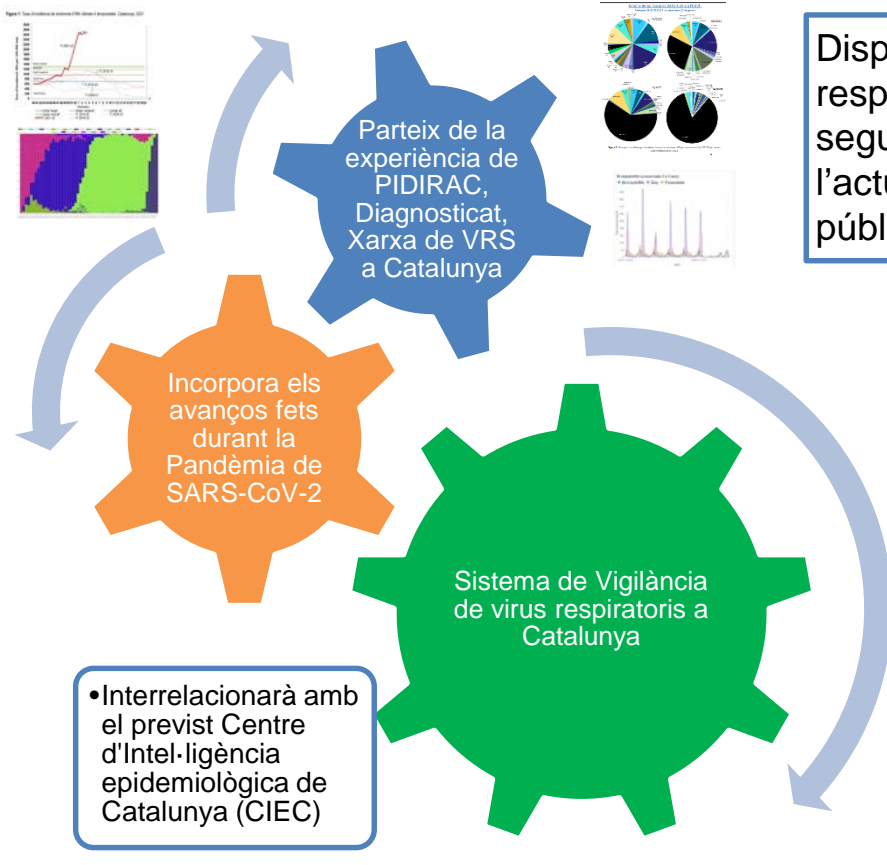 Parteix de la
experiència de
PIDIRAC,
Diagnosticat,
Xarxa de VRS
a Catalunya
Disp
resp
segu
l'actu
públ
Incorpora els
avanços fets
durant la
Pandèmia de
SARS-CoV-2
Sistema de Vigilància
de virus respiratoris a
Catalunya
•Interrelacionarà amb
el previst Centre
d'Intel·ligència
epidemiològica de
Catalunya (CIEC)